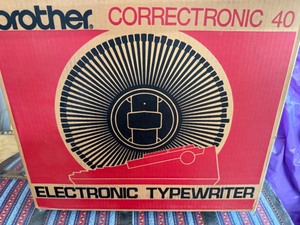 brother. CORRECTRONIC 40
ELECTRONIC TYPEWRITER